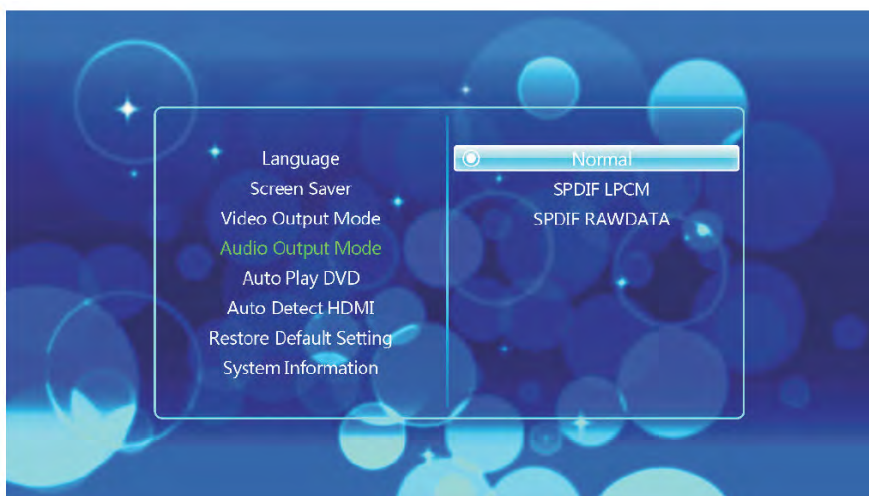 Language
Screen Saver
Video Output Mode
Audio Output Mode
Auto Play DVD
Auto Detect HDMI
Restore Default Setting
System Information
Normal
SPDIF LPCM
SPDIF RAWDATA